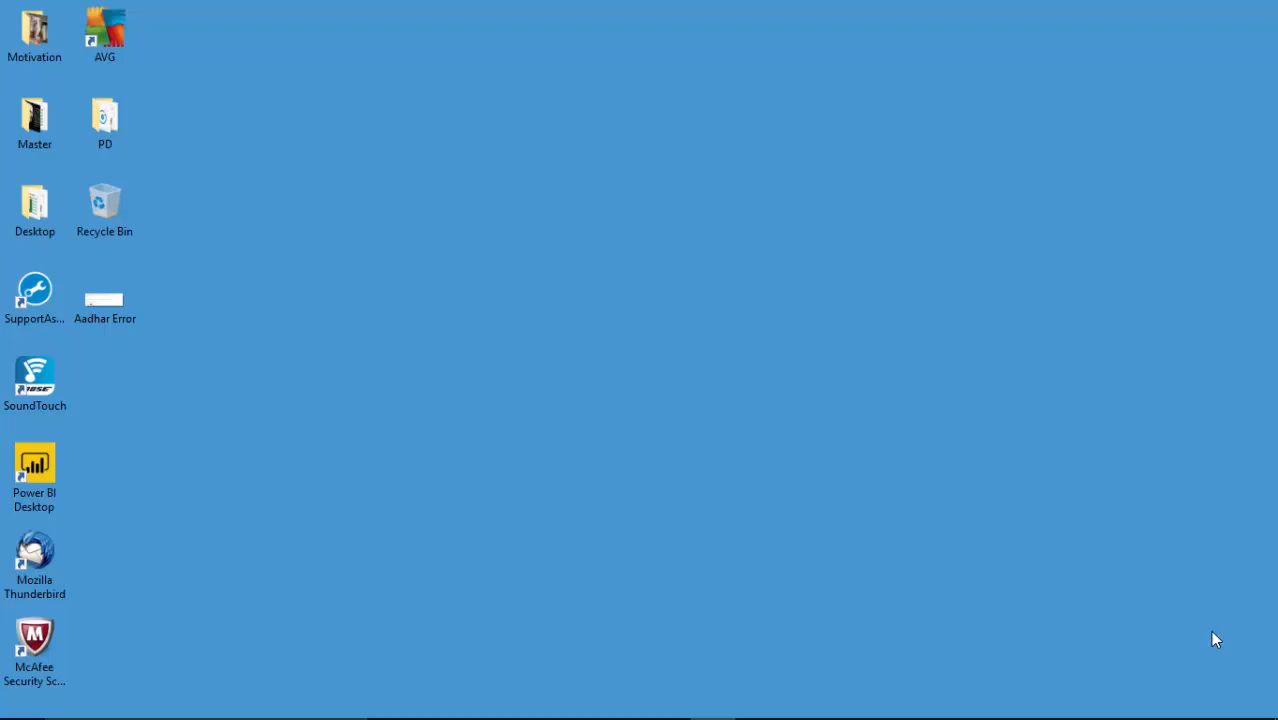 Motivation
AVG
Master
PD
Desktop
Recycle Bin
SupportAs...
Aadhar Error
BOSE
SoundTouch
Power BI
Desktop
Mozilla
Thunderbird
M
McAfee
Security Sc...